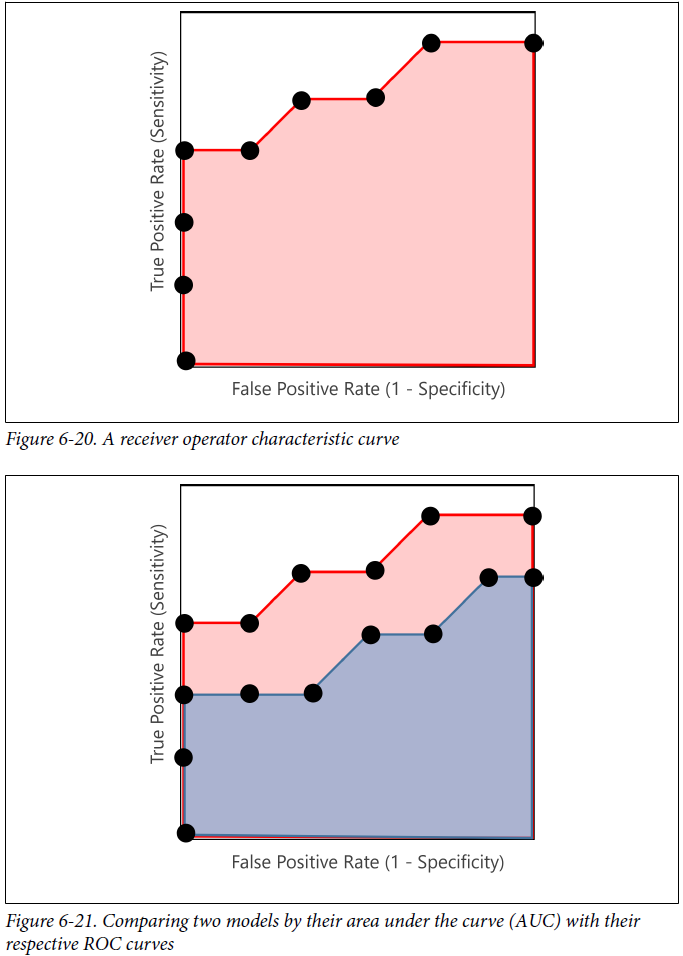 True Positive Rate (Sensitivity)
False Positive Rate (1 - Specificity)
Figure 6-20. A receiver operator characteristic curve
True Positive Rate (Sensitivity)
False Positive Rate (1 - Specificity)
Figure 6-21. Comparing two models by their area under the curve (AUC) with their
respective ROC curves